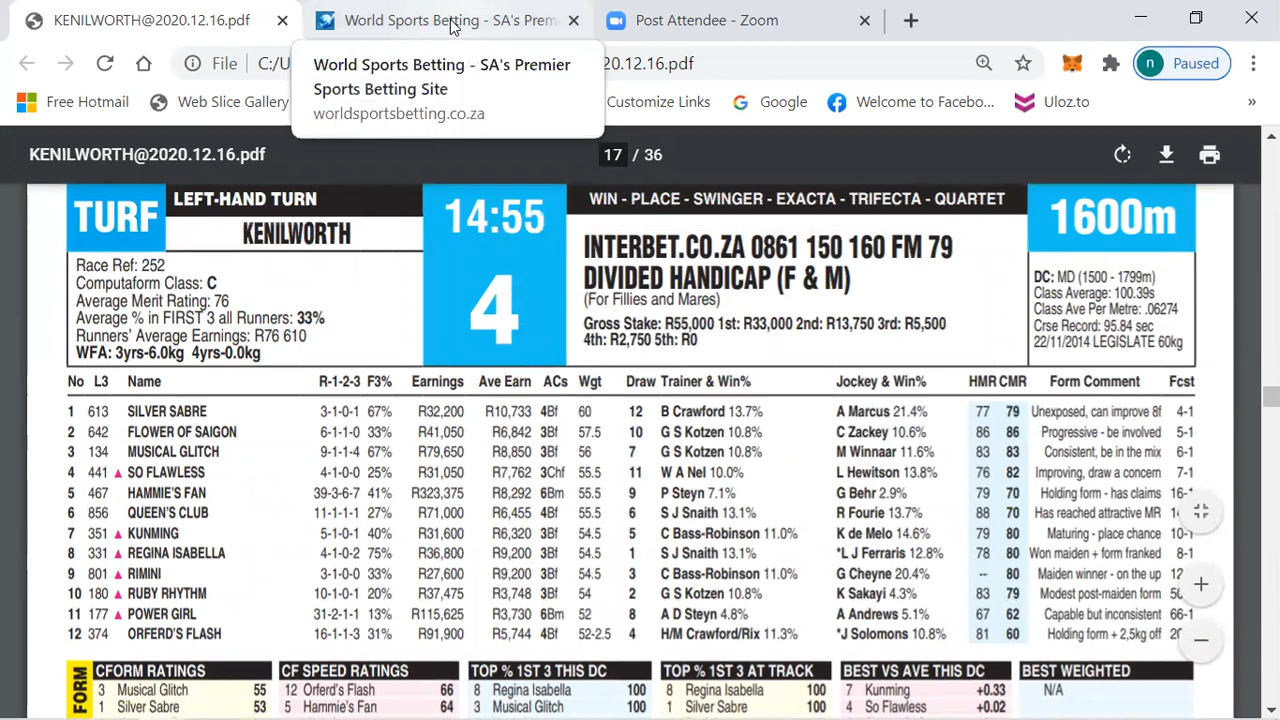 KENILWORTH@2020.12.16.pdf
World Sports Betting - SA's Prem
Post Attendee - Zoom
File C:/U
20.12.16.pdf
Paused
World Sports Betting - SA's Premier
Sports Betting Site
worldsportsbetting.co.za
Free Hotmail Web Slice Gallery Customize Links Google Welcome to Facebo... Uloz.to »
KENILWORTH@2020.12.16.pdf 17 / 36
TURF
LEFT-HAND TURN
KENILWORTH
Race Ref: 252
Computaform Class: C
Average Merit Rating: 76
Average % in FIRST 3 all Runners: 33%
Runners' Average Earnings: R76 610
WFA: 3yrs-6.0kg 4yrs-0.0kg
14:55
4
WIN - PLACE - SWINGER - EXACTA - TRIFECTA - QUARTET
INTERBET.CO.ZA 0861 150 160 FM 79
DIVIDED HANDICAP (F & M)
(For Fillies and Mares)
Gross Stake: R55,000 1st: R33,000 2nd: R13,750 3rd: R5,500
4th: R2,750 5th: R0
1600m
DC: MD (1500 - 1799m)
Class Average: 100.39s
Class Ave Per Metre: .06274
Crse Record: 95.84 sec
22/11/2014 LEGISLATE 60kg
No L3 Name R-1-2-3 F3% Earnings Ave Earn ACs Wgt Draw Trainer & Win% Jockey & Win% HMR CMR Form Comment Fcst
1 613 SILVER SABRE 3-1-0-1 67% R32,200 R10,733 4Bf 60 12 B Crawford 13.7% A Marcus 21.4% 77 79 Unexposed, can improve 8f 4-1
2 642 FLOWER OF SAIGON 6-1-1-0 33% R41,050 R6,842 3Bf 57.5 10 G S Kotzen 10.8% C Zackey 10.6% 86 86 Progressive - be involved 5-1
3 134 MUSICAL GLITCH 9-1-1-4 67% R79,650 R8,850 3Bf 56 7 G S Kotzen 10.8% M Winnaar 11.6% 83 83 Consistent, be in the mix 6-1
4 441 ▲ SO FLAWLESS 4-1-0-0 25% R31,050 R7,762 3Chf 55.5 11 W A Nel 10.0% L Hewitson 13.8% 76 82 Improving, draw a concern 7-1
5 467 HAMMIE'S FAN 39-3-6-7 41% R323,375 R8,292 6Bm 55.5 9 P Steyn 7.1% G Behr 2.9% 79 70 Holding form - has claims 16-1
6 856 QUEEN'S CLUB 11-1-1-1 27% R71,000 R6,455 4Bf 55.5 6 S J Snaith 13.1% R Fourie 13.7% 88 70 Has reached attractive MR
7 351 ▲ KUNMING 5-1-0-1 40% R31,600 R6,320 3Bf 54.5 5 C Bass-Robinson 11.0% K de Melo 14.6% 79 80 Maturing - place chance 10-1
8 331 ▲ REGINA ISABELLA 4-1-0-2 75% R36,800 R9,200 3Bf 54.5 1 S J Snaith 13.1% *L J Ferraris 12.8% 78 80 Won maiden + form franked 8-1
9 801 ▲ RIMINI 3-1-0-0 33% R27,600 R9,200 3Bf 54.5 3 C Bass-Robinson 11.0% G Cheyne 20.4% -- 80 Maiden winner - on the up
10 180 ▲ RUBY RHYTHM 10-1-0-1 20% R37,475 R3,748 3Bf 54 2 G S Kotzen 10.8% K Sakayi 4.3% 83 79 Modest post-maiden form
11 177 ▲ POWER GIRL 31-2-1-1 13% R115,625 R3,730 6Bm 52 8 A D Steyn 4.8% A Andrews 5.1% 67 62 Capable but inconsistent 66-1
12 374 ORFERD'S FLASH 16-1-1-3 31% R91,900 R5,744 4Bf 52-2.5 4 H/M Crawford/Rix 11.3% *J Solomons 10.8% 81 60 Holding form + 2,5kg off
FORM
CFORM RATINGS
3 Musical Glitch 55
1 Silver Sabre 53
CF SPEED RATINGS
12 Orferd's Flash 66
5 Hammie's Fan 64
TOP % 1ST 3 THIS DC
8 Regina Isabella 100
3 Musical Glitch 100
TOP % 1ST 3 AT TRACK
8 Regina Isabella 100
1 Silver Sabre 100
BEST VS AVE THIS DC
7 Kunming +0.33
4 So Flawless +0.02
BEST WEIGHTED
N/A